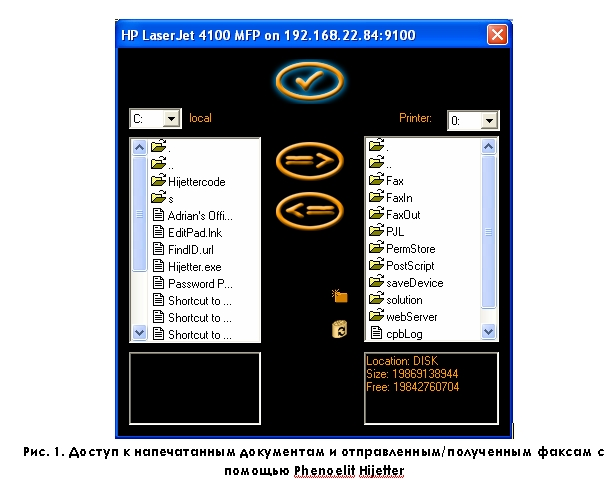 HP LaserJet 4100 MFP on 192.168.22.84:9100
C: local
Printer: 0:
.
..
Hijettercode
s
Adrian's Offi...
EditPad.lnk
FindID.url
Hijetter.exe
Password P...
Shortcut to ...
Shortcut to ...
Shortcut to ...
.
..
Fax
FaxIn
FaxOut
PJL
PermStore
PostScript
saveDevice
solution
webServer
cpbLog
Location: DISK
Size: 19869138944
Free: 19842760704
Рис. 1. Доступ к напечатанным документам и отправленным/полученным факсам с
помощью Phenoelit Hijetter